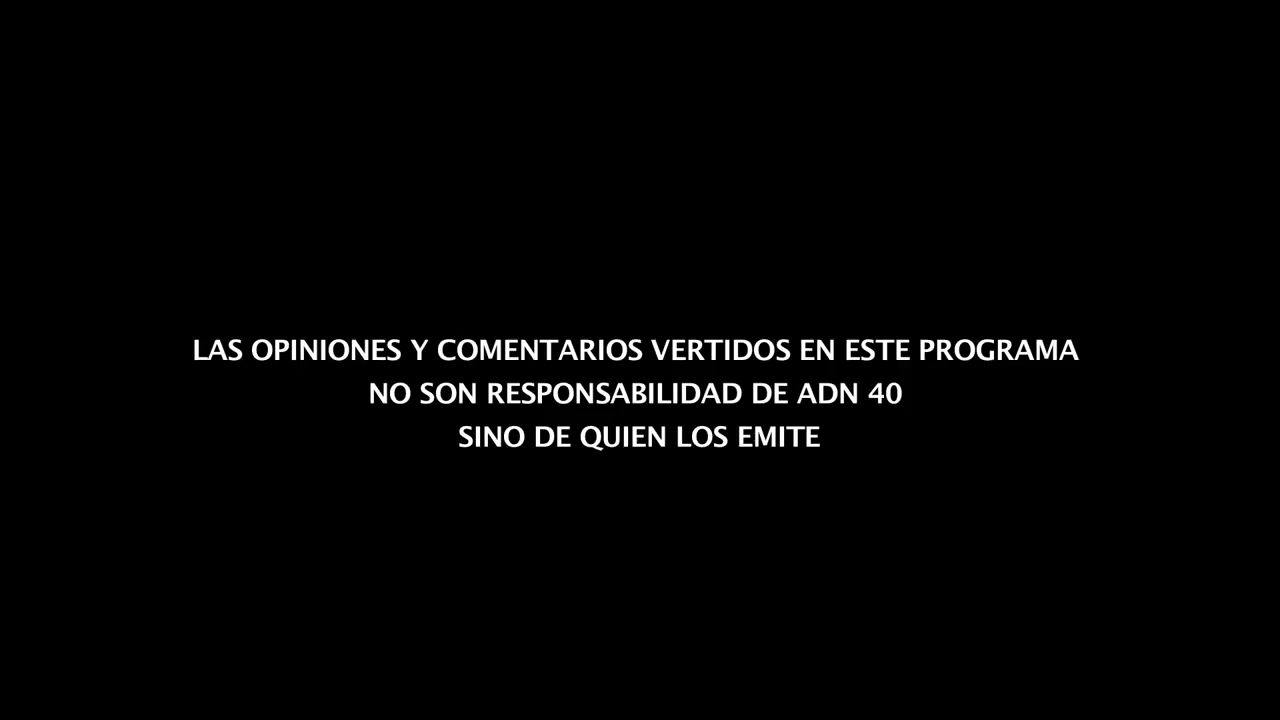 LAS OPINIONES Y COMENTARIOS VERTIDOS EN ESTE PROGRAMA
NO SON RESPONSABILIDAD DE ADN 40
SINO DE QUIEN LOS EMITE